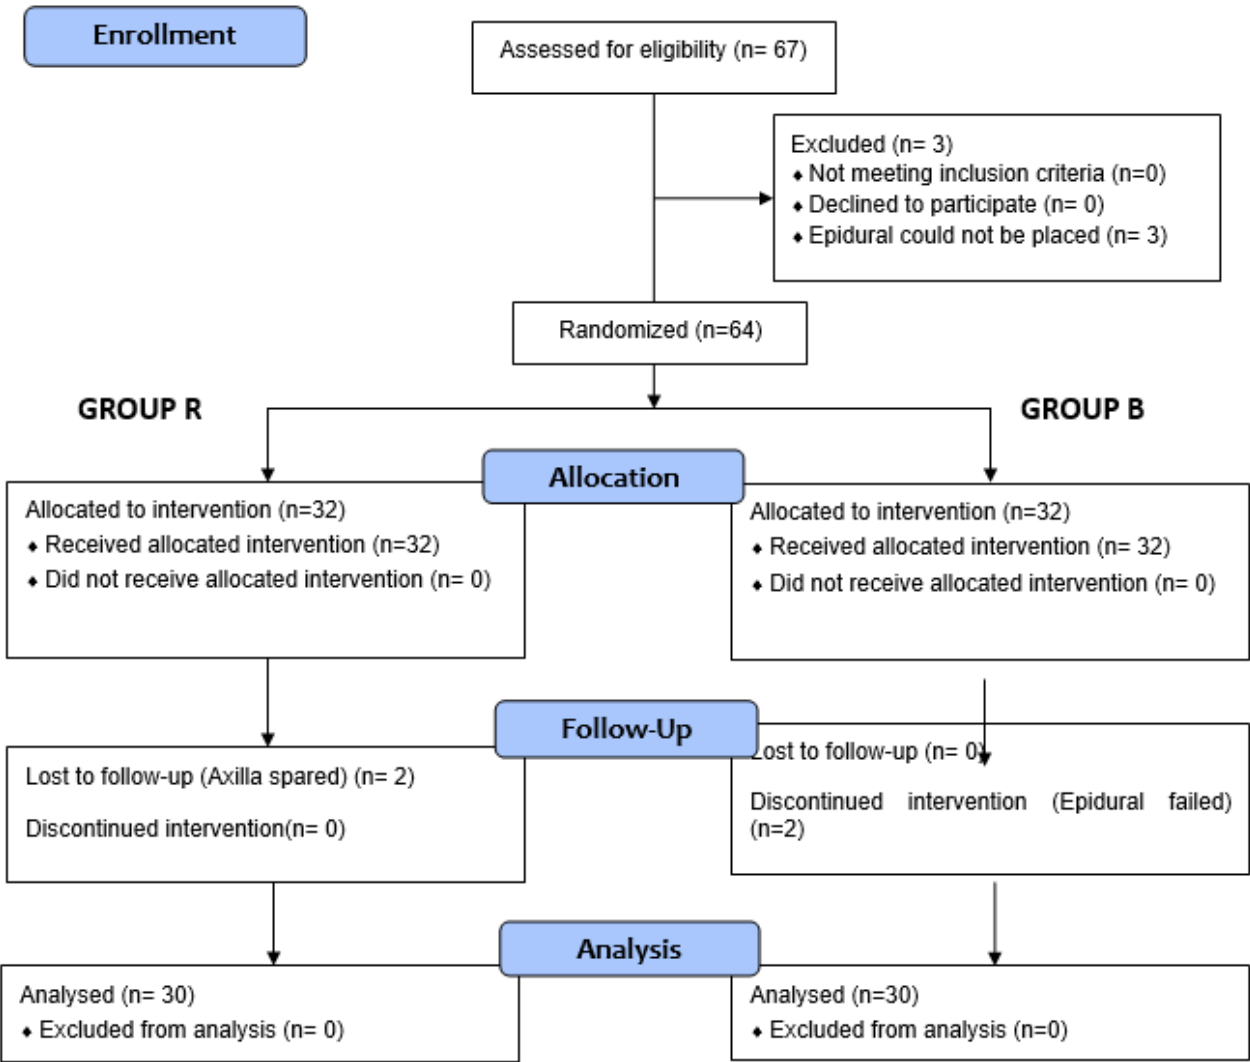 Enrollment
Assessed for eligibility (n= 67)
Excluded (n= 3)
⬧ Not meeting inclusion criteria (n=0)
⬧ Declined to participate (n= 0)
⬧ Epidural could not be placed (n= 3)
Randomized (n=64)
GROUP R
GROUP B
Allocation
Allocated to intervention (n=32)
⬧ Received allocated intervention (n=32)
⬧ Did not receive allocated intervention (n= 0)
Allocated to intervention (n=32)
⬧ Received allocated intervention (n= 32)
⬧ Did not receive allocated intervention (n= 0)
Follow-Up
Lost to follow-up (Axilla spared) (n= 2)
Discontinued intervention(n= 0)
Lost to follow-up (n= 0)
Discontinued intervention (Epidural failed)
(n=2)
Analysis
Analysed (n= 30)
⬧ Excluded from analysis (n= 0)
Analysed (n=30)
⬧ Excluded from analysis (n=0)